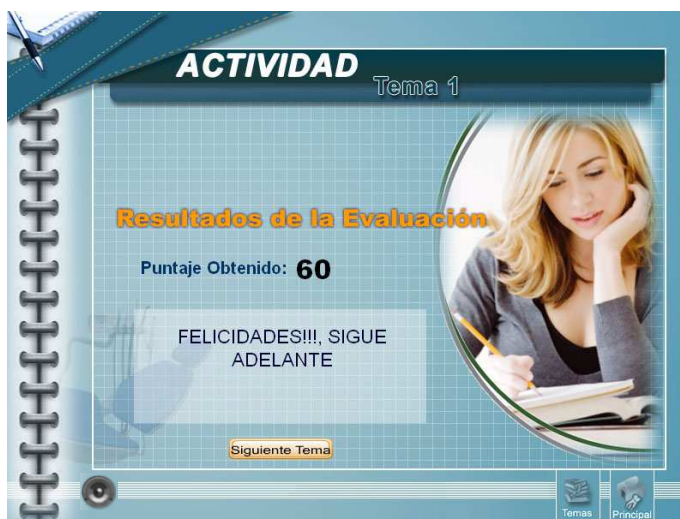 ACTIVIDAD
Tema 1
Resultados de la Evaluación
Puntaje Obtenido: 60
FELICIDADES!!!, SIGUE
ADELANTE
Siguiente Tema
Temas
Principal